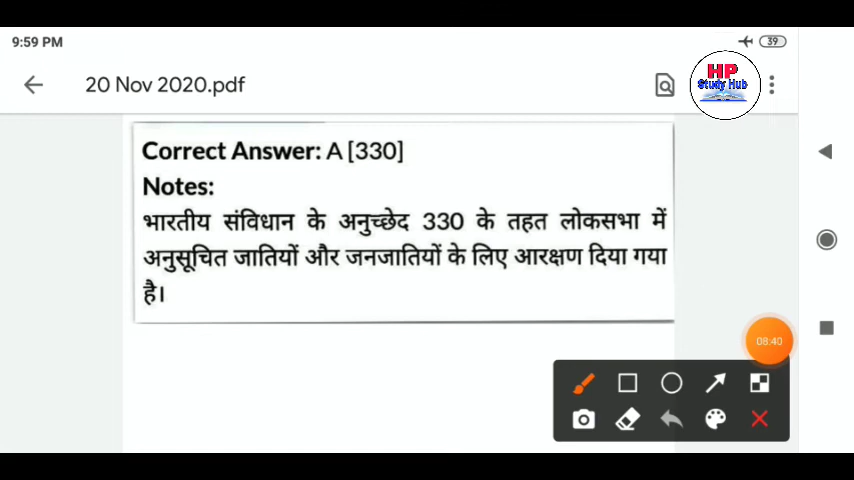 9:59 PM
39
20 Nov 2020.pdf
HP
Study Hub
Correct Answer: A [330]
Notes:
भारतीय संविधान के अनुच्छेद 330 के तहत लोकसभा में
अनुसूचित जातियों और जनजातियों के लिए आरक्षण दिया गया
है।
08:40